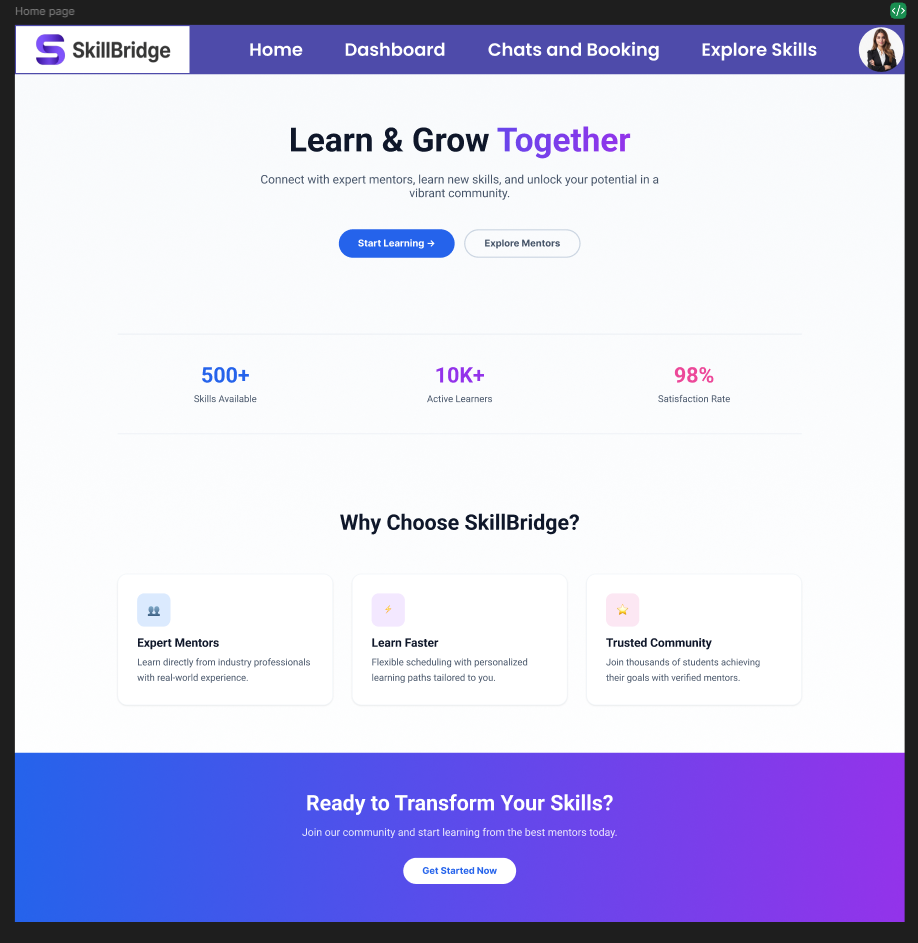 Home page
SkillBridge
Home
Dashboard
Chats and Booking
Explore Skills
Learn & Grow Together
Connect with expert mentors, learn new skills, and unlock your potential in a
vibrant community.
Start Learning →
Explore Mentors
500+
Skills Available
10K+
Active Learners
98%
Satisfaction Rate
Why Choose SkillBridge?
Expert Mentors
Learn directly from industry professionals
with real-world experience.
Learn Faster
Flexible scheduling with personalized
learning paths tailored to you.
Trusted Community
Join thousands of students achieving
their goals with verified mentors.
Ready to Transform Your Skills?
Join our community and start learning from the best mentors today.
Get Started Now